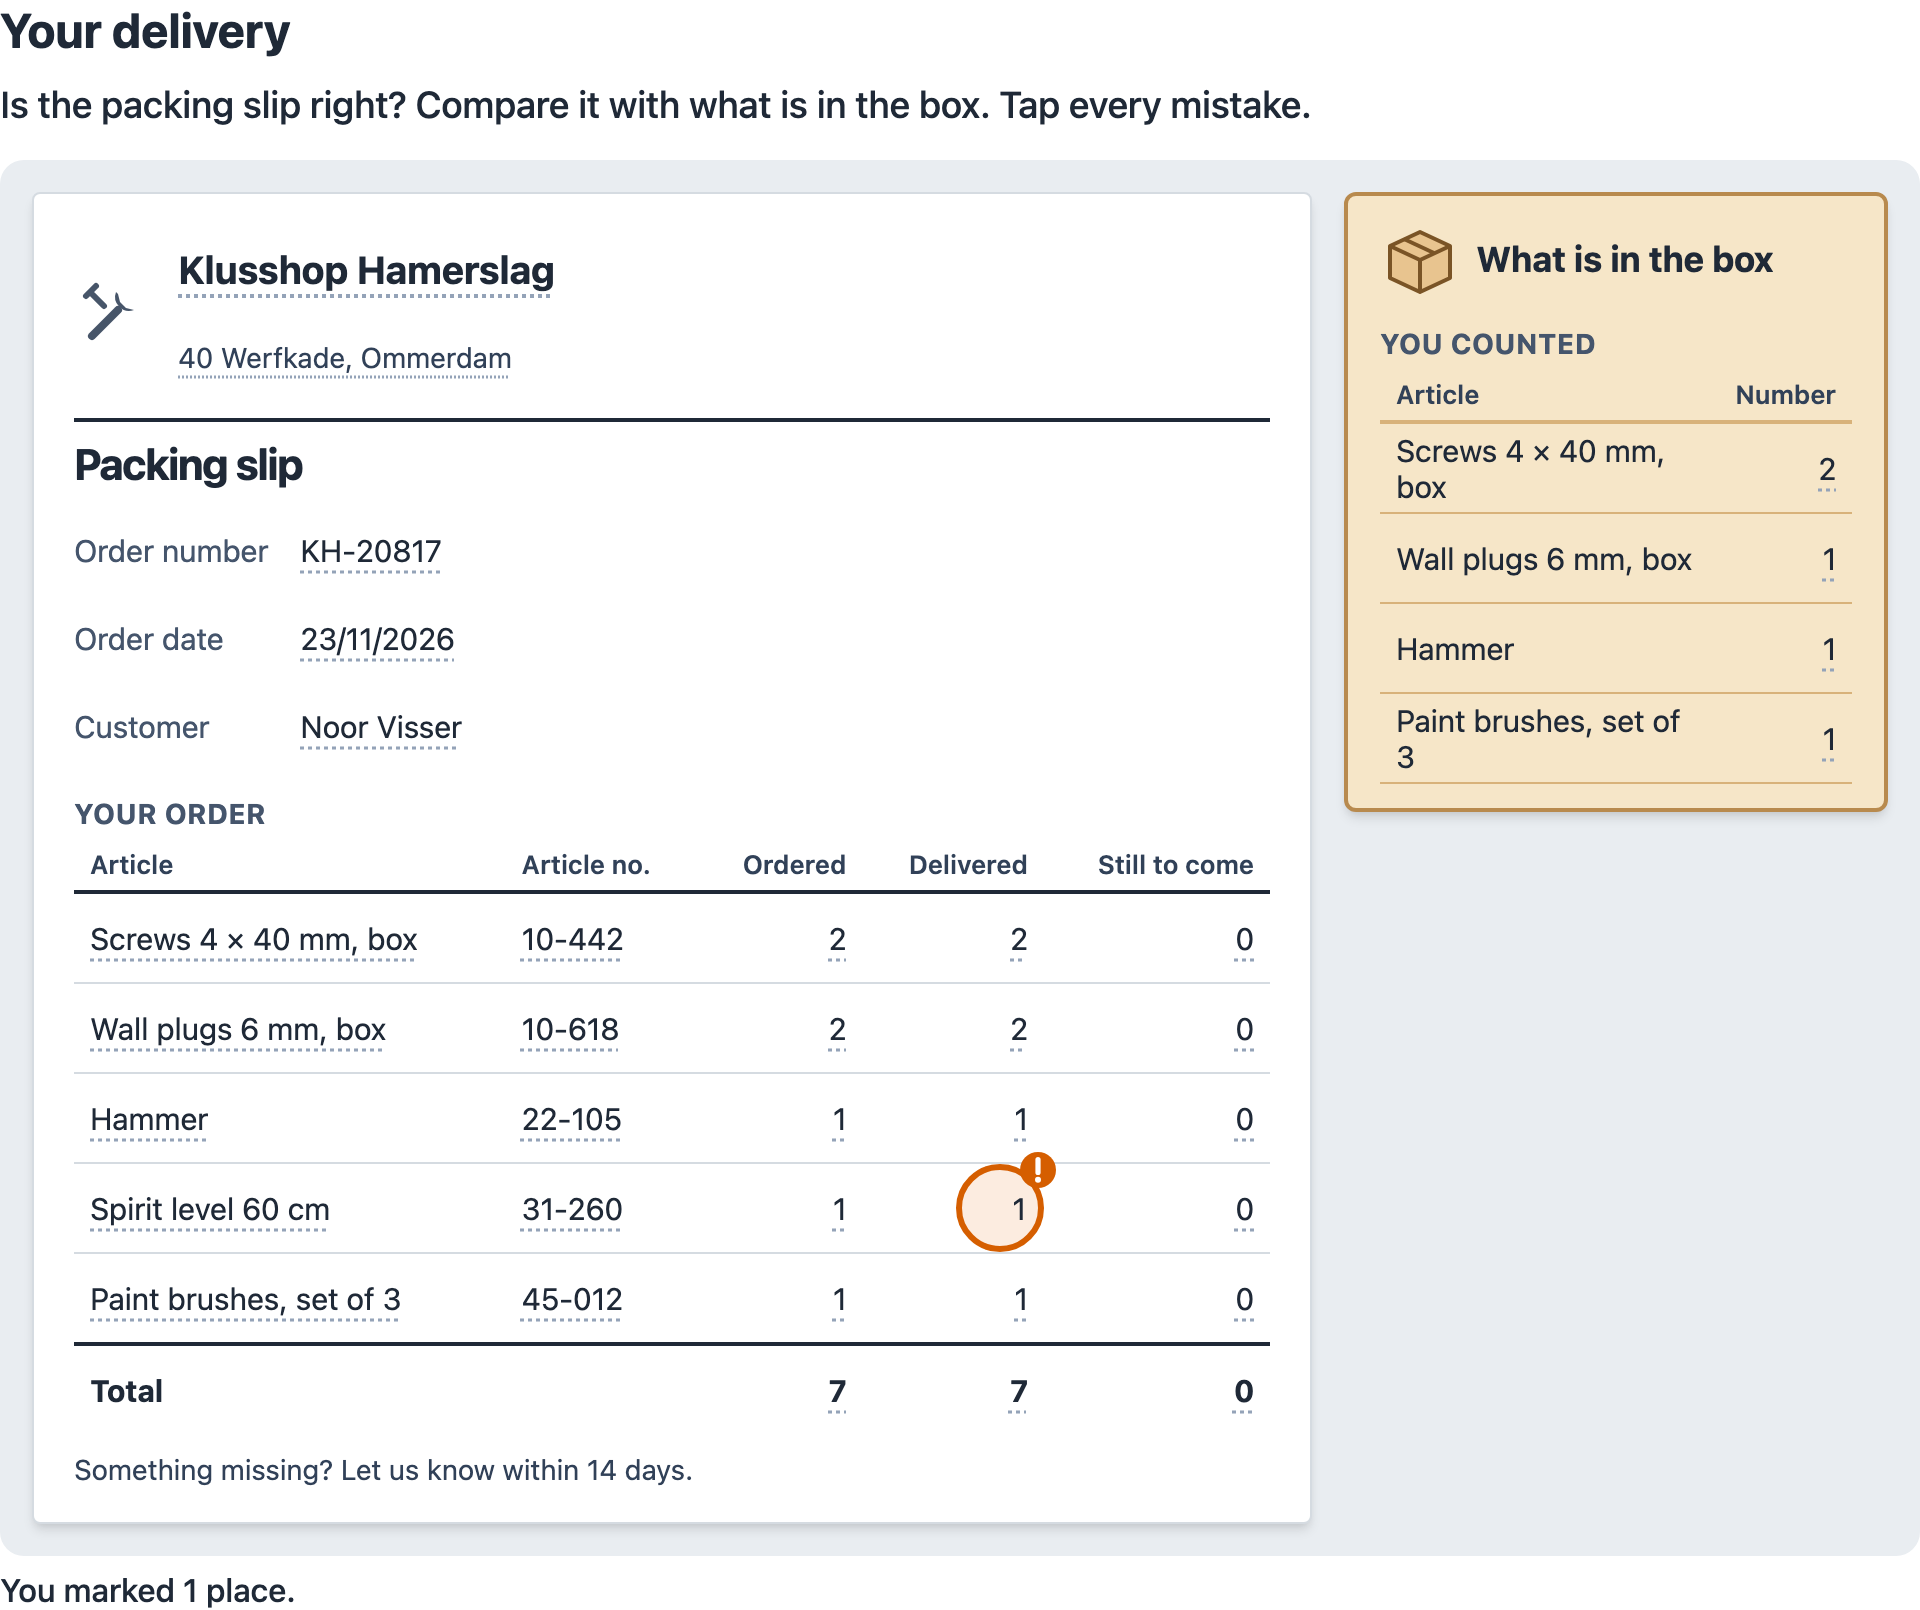 Your delivery
Is the packing slip right? Compare it with what is in the box. Tap every mistake.
Klusshop Hamerslag
40 Werfkade, Ommerdam
Packing slip
Order number KH-20817
Order date 23/11/2026
Customer Noor Visser
YOUR ORDER
Article Article no. Ordered Delivered Still to come
Screws 4 × 40 mm, box 10-442 2 2 0
Wall plugs 6 mm, box 10-618 2 2 0
Hammer 22-105 1 1 0
!
Spirit level 60 cm 31-260 1 1 0
Paint brushes, set of 3 45-012 1 1 0
Total 7 7 0
Something missing? Let us know within 14 days.
What is in the box
YOU COUNTED
Article Number
Screws 4 × 40 mm,
box 2
Wall plugs 6 mm, box 1
Hammer 1
Paint brushes, set of
3 1
You marked 1 place.